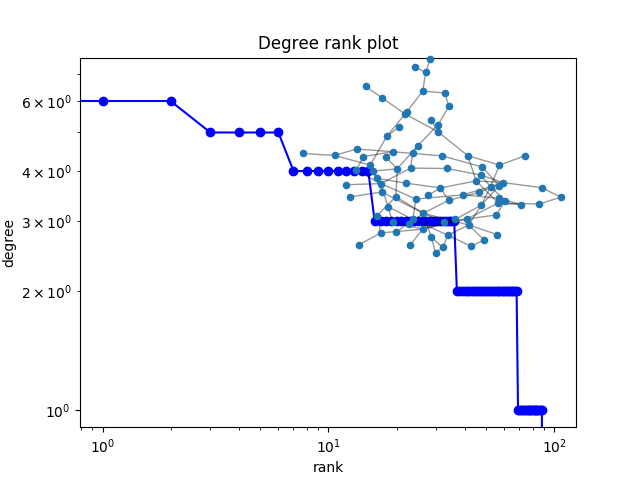 Degree rank plot
degree
6 × 10⁰
4 × 10⁰
3 × 10⁰
2 × 10⁰
10⁰
10⁰
10¹
10²
rank